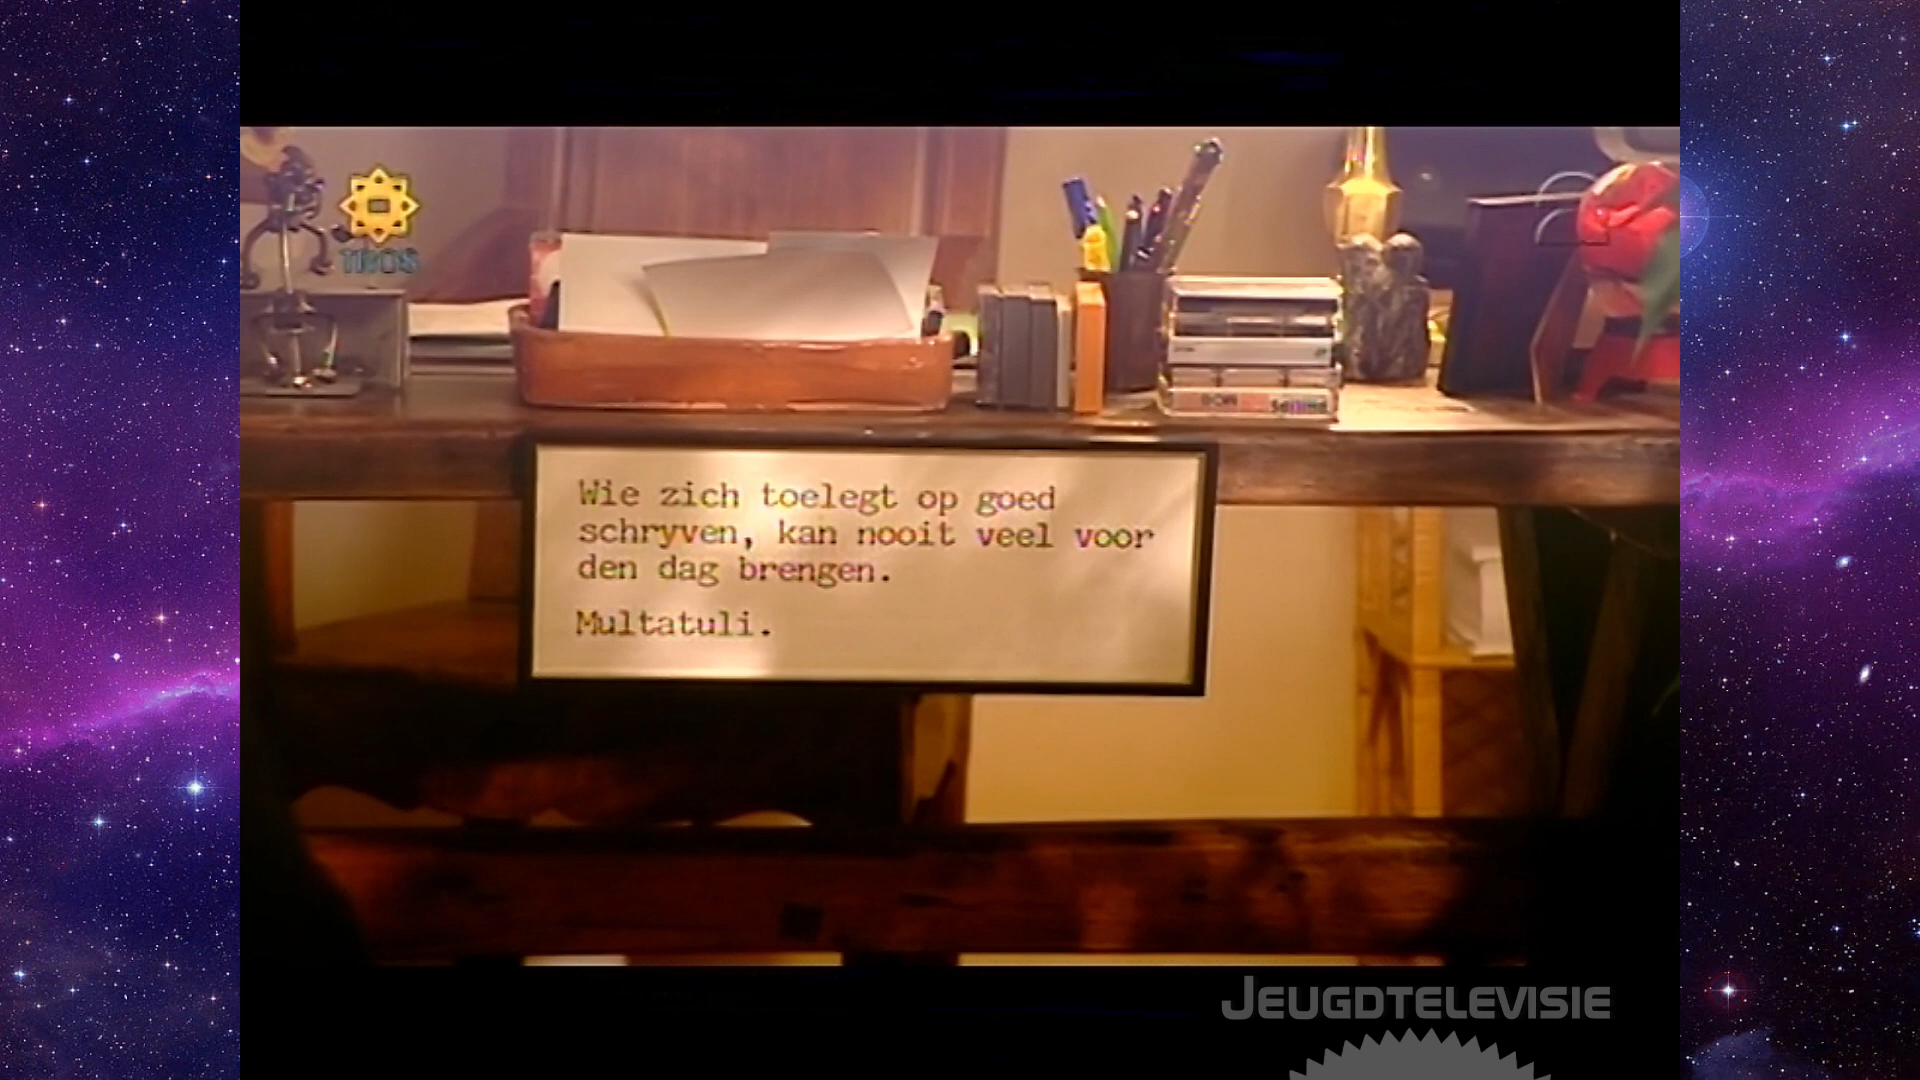 TROS
Wie zich toelegt op goed
schryven, kan nooit veel voor
den dag brengen.
Multatuli.
JEUGDTELEVISIE